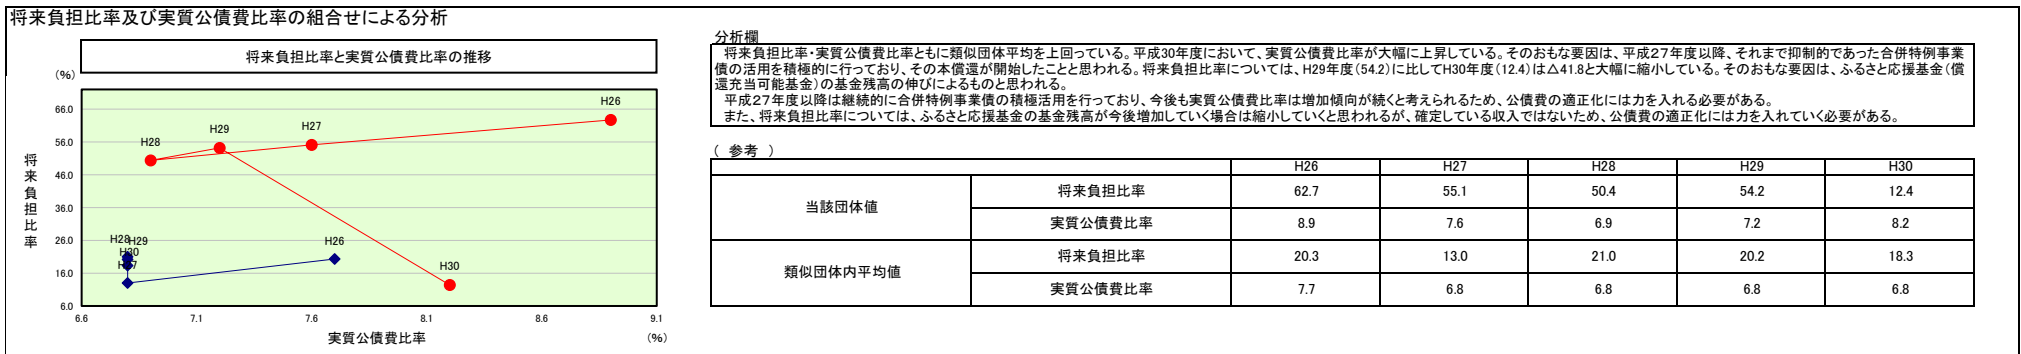 将来負担比率及び実質公債費比率の組合せによる分析
将来負担比率と実質公債費比率の推移
(%)
66.0
56.0
46.0
36.0
26.0
16.0
6.0
将来負担比率
H26
H27
H29
H28
H30
H28
H29
H30
H27
H26
6.6 7.1 7.6 8.1 8.6 9.1
実質公債費比率
(%)
分析欄
将来負担比率・実質公債費比率ともに類似団体平均を上回っている。平成30年度において、実質公債費比率が大幅に上昇している。そのおもな要因は、平成27年度以降、それまで抑制的であった合併特例事業
債の活用を積極的に行っており、その本償還が開始したことと思われる。将来負担比率については、H29年度(54.2)に比してH30年度(12.4)は△41.8と大幅に縮小している。そのおもな要因は、ふるさと応援基金(償
還充当可能基金)の基金残高の伸びによるものと思われる。
平成27年度以降は継続的に合併特例事業債の積極活用を行っており、今後も実質公債費比率は増加傾向が続くと考えられるため、公債費の適正化には力を入れる必要がある。
また、将来負担比率については、ふるさと応援基金の基金残高が今後増加していく場合は縮小していくと思われるが、確定している収入ではないため、公債費の適正化には力を入れていく必要がある。
( 参考 )
H26 H27 H28 H29 H30
当該団体値
将来負担比率 62.7 55.1 50.4 54.2 12.4
実質公債費比率 8.9 7.6 6.9 7.2 8.2
類似団体内平均値
将来負担比率 20.3 13.0 21.0 20.2 18.3
実質公債費比率 7.7 6.8 6.8 6.8 6.8